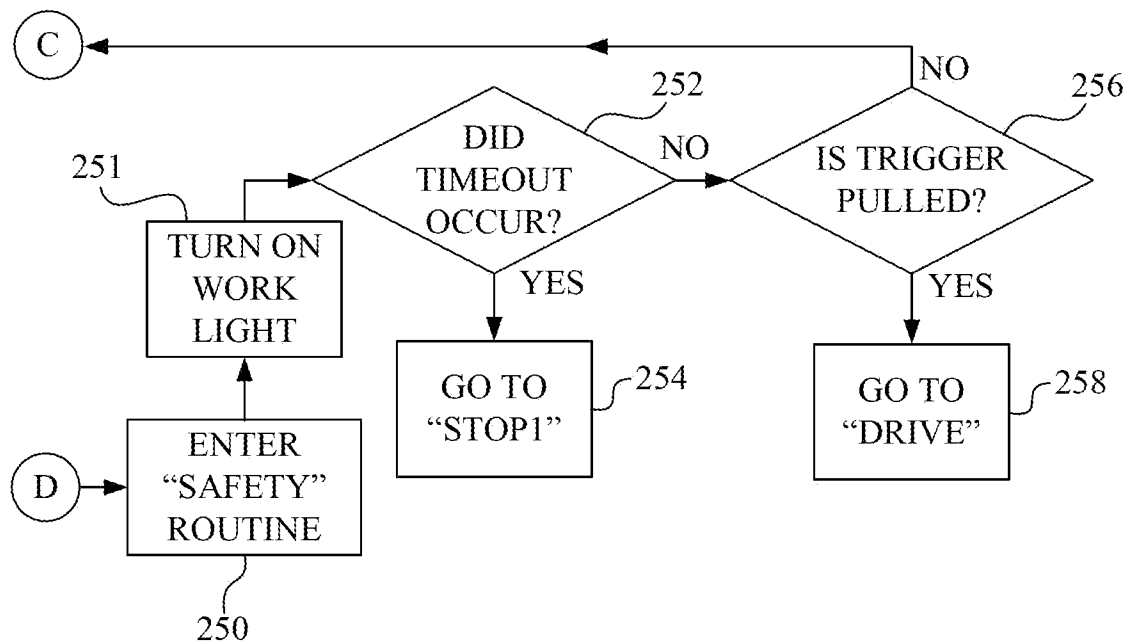 C
NO
256
252
DID
TIMEOUT
OCCUR?
NO
IS TRIGGER
PULLED?
251
TURN ON
WORK
LIGHT
YES
YES
GO TO
“STOP1”
254
GO TO
“DRIVE”
258
D
ENTER
“SAFETY”
ROUTINE
250